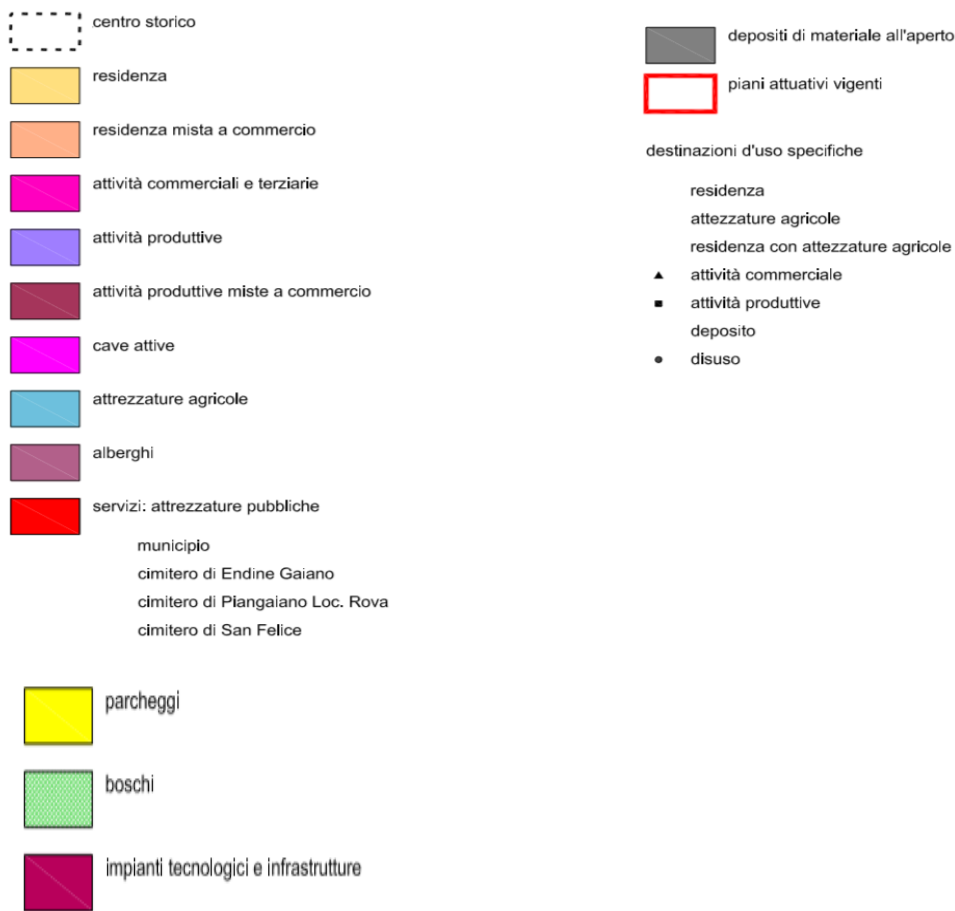 centro storico
residenza
residenza mista a commercio
attività commerciali e terziarie
attività produttive
attività produttive miste a commercio
cave attive
attrezzature agricole
alberghi
servizi: attrezzature pubbliche
municipio
cimitero di Endine Gaiano
cimitero di Piangaiano Loc. Rova
cimitero di San Felice
parcheggi
boschi
impianti tecnologici e infrastrutture
depositi di materiale all'aperto
piani attuativi vigenti
destinazioni d'uso specifiche
residenza
attezzature agricole
residenza con attezzature agricole
attività commerciale
attività produttive
deposito
disuso